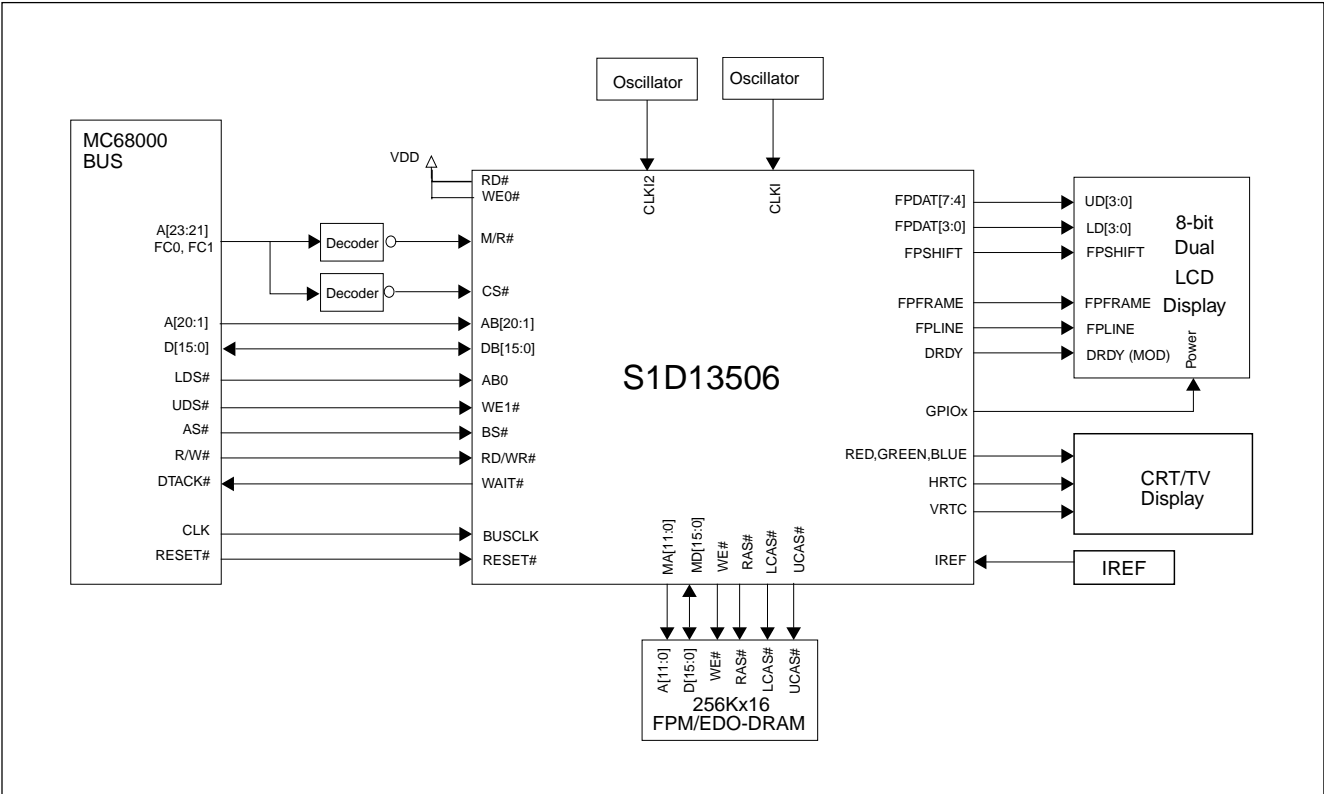 Oscillator
Oscillator
MC68000
BUS
VDD
RD#
WE0#
CLKI2
CLKI
FPDAT[7:4]
UD[3:0]
FPDAT[3:0]
LD[3:0]
FPSHIFT
FPSHIFT
8-bit
Dual
LCD
Display
A[23:21]
FC0, FC1
Decoder
M/R#
Decoder
CS#
FPFRAME
FPFRAME
A[20:1]
AB[20:1]
FPLINE
FPLINE
D[15:0]
DB[15:0]
DRDY
DRDY (MOD)
Power
S1D13506
LDS#
AB0
UDS#
WE1#
GPIOx
AS#
BS#
R/W#
RD/WR#
RED,GREEN,BLUE
DTACK#
WAIT#
HRTC
VRTC
CRT/TV
Display
CLK
BUSCLK
RESET#
RESET#
MA[11:0]
MD[15:0]
WE#
RAS#
LCAS#
UCAS#
IREF
IREF
A[11:0]
D[15:0]
WE#
RAS#
LCAS#
UCAS#
256Kx16
FPM/EDO-DRAM